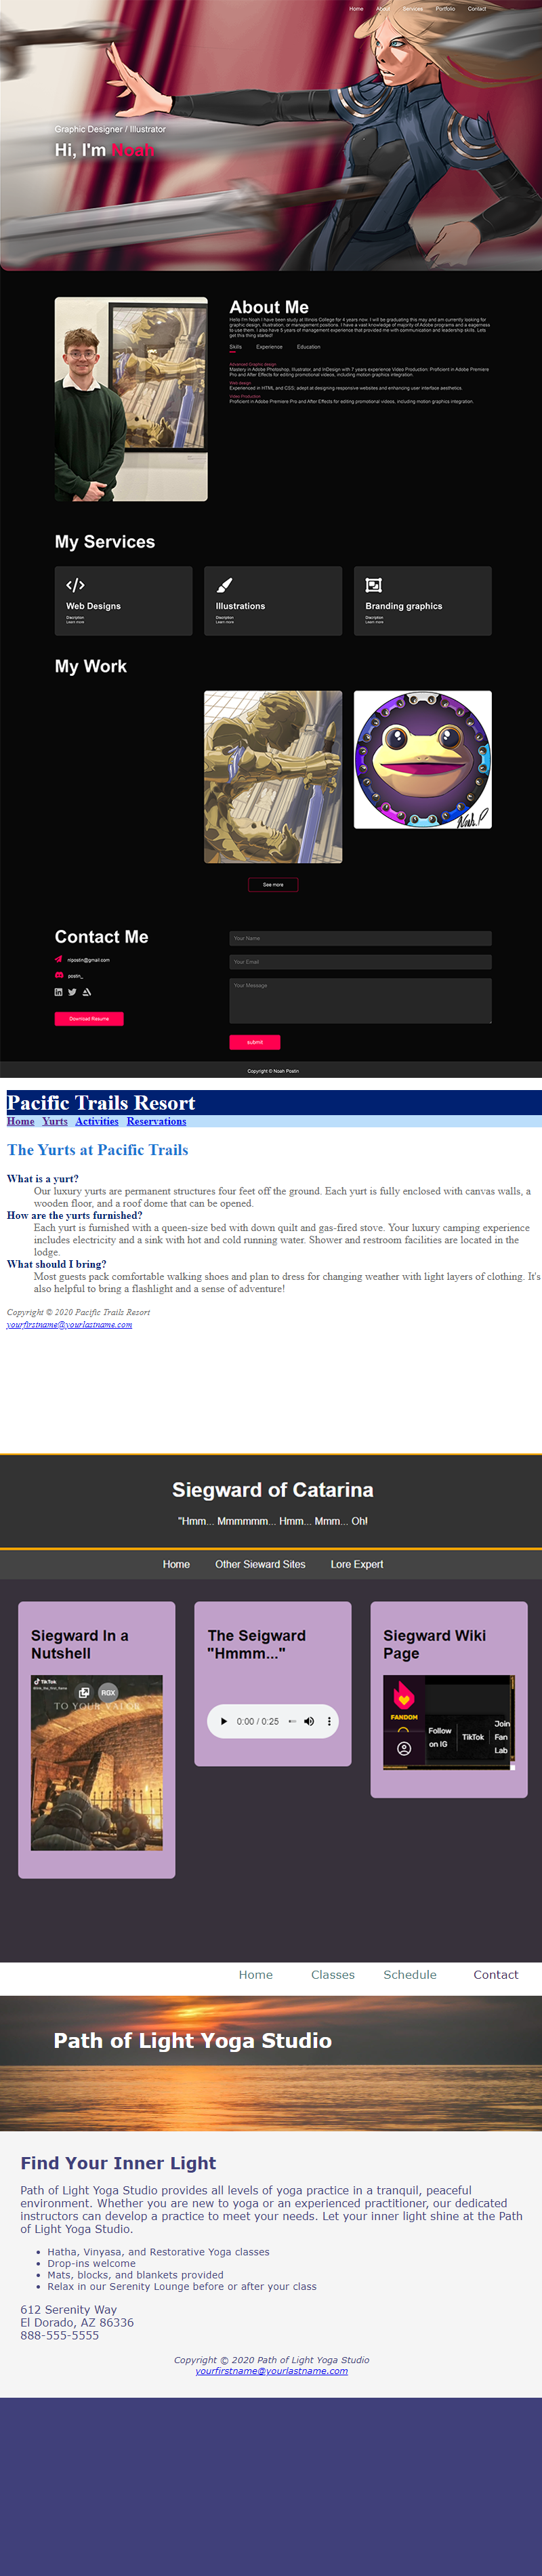 Home About Services Portfolio Contact
Graphic Designer / Illustrator
Hi, I'm Noah
About Me
Hello I'm Noah I have been study at Illinois College for 4 years now. I will be graduating this may and am currently looking for
graphic design, illustration, or management positions. I have a vast knowledge of majority of Adobe programs and a eagerness
to use them. I also have 5 years of management experience that provided me with communication and leadership skills. Lets
get this thing started!
Skills Experience Education
Advanced Graphic design
Mastery in Adobe Photoshop, Illustrator, and InDesign with 7 years experience Video Production: Proficient in Adobe Premiere
Pro and After Effects for editing promotional videos, including motion graphics integration.
Web design
Experienced in HTML and CSS, adept at designing responsive websites and enhancing user interface aesthetics.
Video Production
Proficient in Adobe Premiere Pro and After Effects for editing promotional videos, including motion graphics integration.
My Services
Web Designs
Discription
Learn more
Illustrations
Discription
Learn more
Branding graphics
Discription
Learn more
My Work
Noah. P
See more
Contact Me
nrpostin@gmail.com
postin_
Download Resume
Your Name
Your Email
Your Message
submit
Copyright © Noah Postin
Pacific Trails Resort
Home Yurts Activities Reservations
The Yurts at Pacific Trails
What is a yurt?
Our luxury yurts are permanent structures four feet off the ground. Each yurt is fully enclosed with canvas walls, a
wooden floor, and a roof dome that can be opened.
How are the yurts furnished?
Each yurt is furnished with a queen-size bed with down quilt and gas-fired stove. Your luxury camping experience
includes electricity and a sink with hot and cold running water. Shower and restroom facilities are located in the
lodge.
What should I bring?
Most guests pack comfortable walking shoes and plan to dress for changing weather with light layers of clothing. It's
also helpful to bring a flashlight and a sense of adventure!
Copyright © 2020 Pacific Trails Resort
yourfirstname@yourlastname.com
Siegward of Catarina
"Hmm... Mmmmmm... Hmm... Mmm... Oh!
Home Other Sieward Sites Lore Expert
Siegward In a
Nutshell
TikTok
RGX
TO YOUR VALOR
The Seigward
"Hmmm..."
0:00 / 0:25
Siegward Wiki
Page
FANDOM
Follow
on IG
TikTok
Join
Fan
Lab
Home Classes Schedule Contact
Path of Light Yoga Studio
Find Your Inner Light
Path of Light Yoga Studio provides all levels of yoga practice in a tranquil, peaceful
environment. Whether you are new to yoga or an experienced practitioner, our dedicated
instructors can develop a practice to meet your needs. Let your inner light shine at the Path
of Light Yoga Studio.
• Hatha, Vinyasa, and Restorative Yoga classes
• Drop-ins welcome
• Mats, blocks, and blankets provided
• Relax in our Serenity Lounge before or after your class
612 Serenity Way
El Dorado, AZ 86336
888-555-5555
Copyright © 2020 Path of Light Yoga Studio
yourfirstname@yourlastname.com